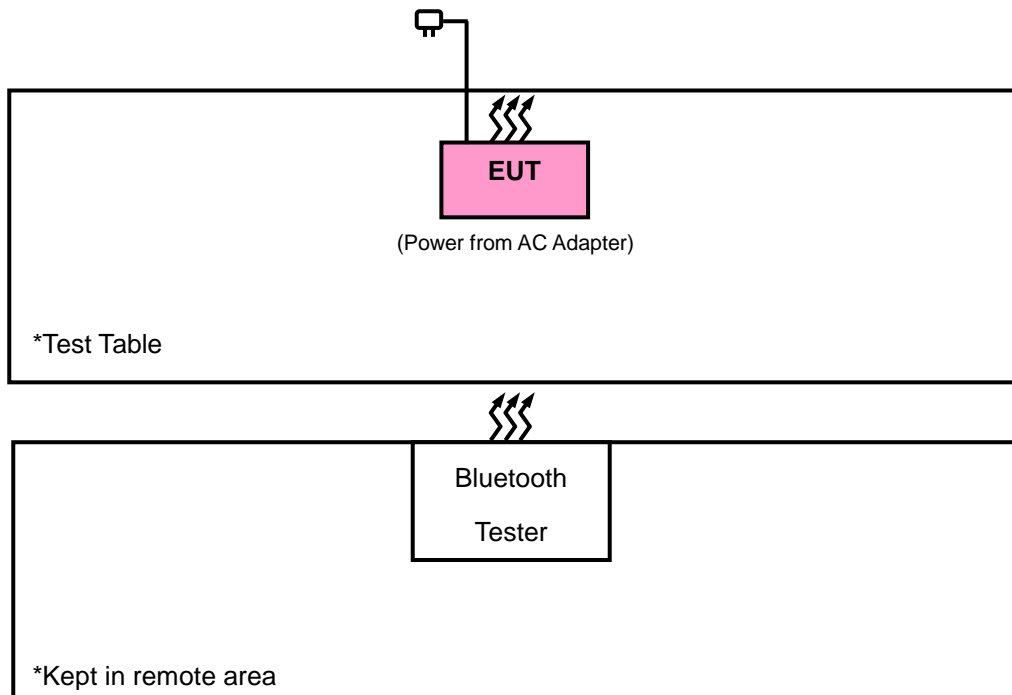 EUT
(Power from AC Adapter)
*Test Table
Bluetooth
Tester
*Kept in remote area